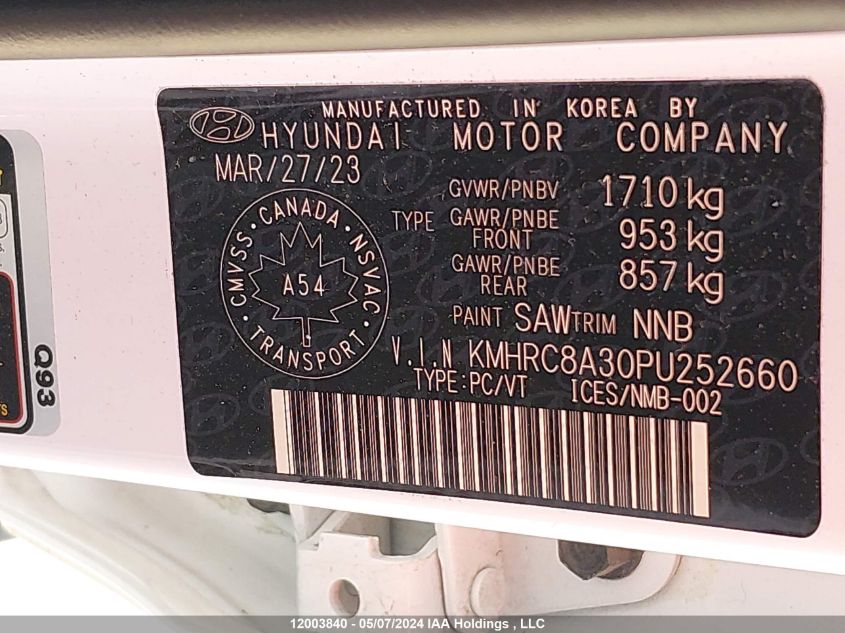 MANUFACTURED IN KOREA BY
HYUNDAI MOTOR COMPANY
MAR/27/23
GVWR/PNBV 1710 kg
TYPE GAWR/PNBE FRONT 953 kg
GAWR/PNBE REAR 857 kg
CMVSS · CANADA · NSVAC · TRANSPORT ·
A54
PAINT SAW TRIM NNB
V.I.N KMHRC8A30PU252660
TYPE:PC/VT ICES/NMB-002
Q93
12003840 - 05/07/2024 IAA Holdings, LLC